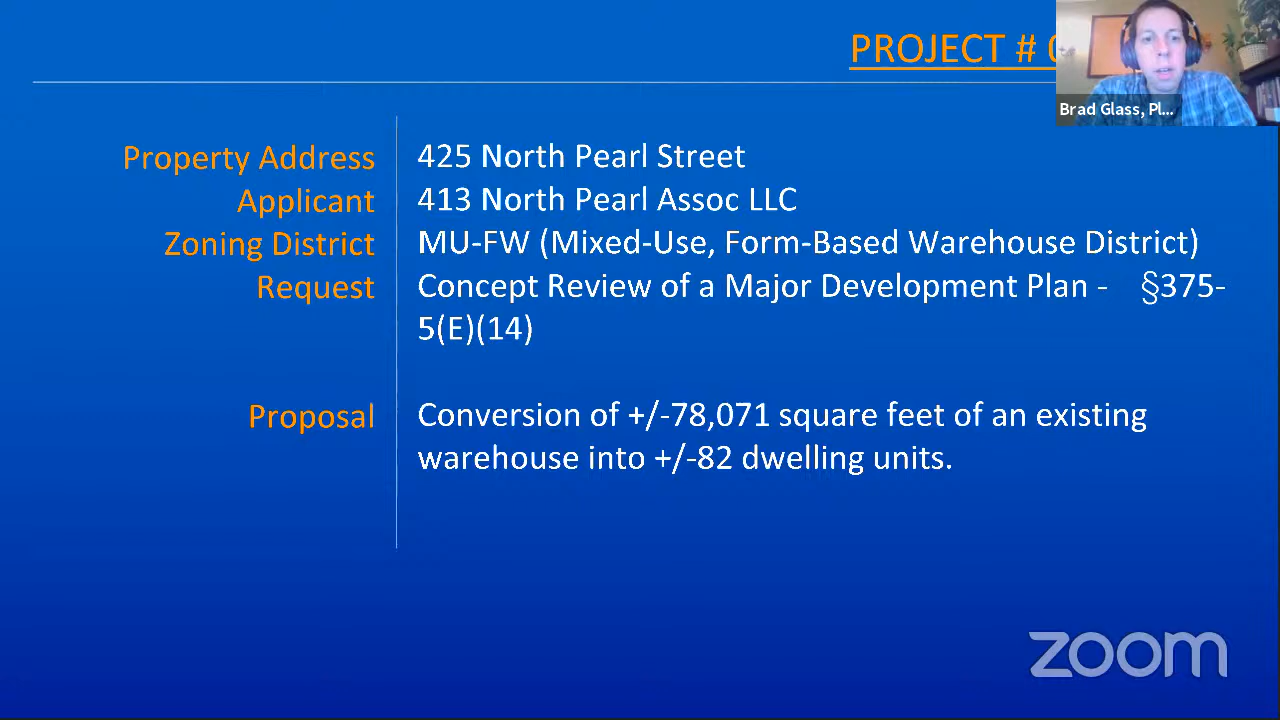 PROJECT #
Brad Glass, Pl...
Property Address
425 North Pearl Street
Applicant
413 North Pearl Assoc LLC
Zoning District
MU-FW (Mixed-Use, Form-Based Warehouse District)
Request
Concept Review of a Major Development Plan - §375-
5(E)(14)
Proposal
Conversion of +/-78,071 square feet of an existing
warehouse into +/-82 dwelling units.
zoom